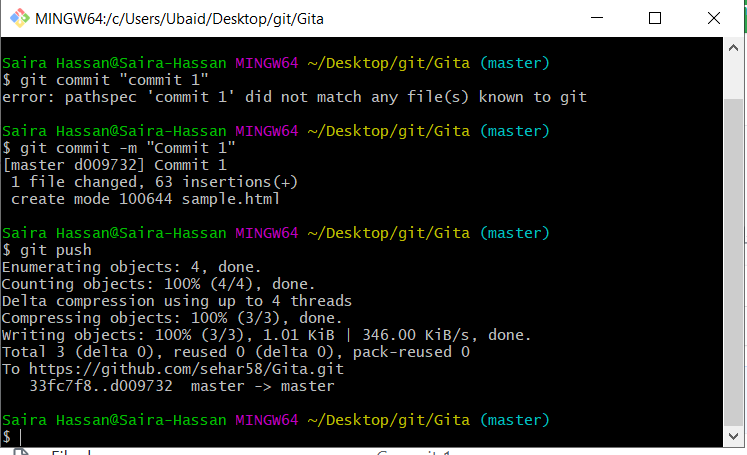 MINGW64:/c/Users/Ubaid/Desktop/git/Gita
Saira Hassan@Saira-Hassan MINGW64 ~/Desktop/git/Gita (master)
$ git commit "commit 1"
error: pathspec 'commit 1' did not match any file(s) known to git
Saira Hassan@Saira-Hassan MINGW64 ~/Desktop/git/Gita (master)
$ git commit -m "Commit 1"
[master d009732] Commit 1
1 file changed, 63 insertions(+)
create mode 100644 sample.html
Saira Hassan@Saira-Hassan MINGW64 ~/Desktop/git/Gita (master)
$ git push
Enumerating objects: 4, done.
Counting objects: 100% (4/4), done.
Delta compression using up to 4 threads
Compressing objects: 100% (3/3), done.
Writing objects: 100% (3/3), 1.01 KiB | 346.00 KiB/s, done.
Total 3 (delta 0), reused 0 (delta 0), pack-reused 0
To https://github.com/sehar58/Gita.git
33fc7f8..d009732 master -> master
Saira Hassan@Saira-Hassan MINGW64 ~/Desktop/git/Gita (master)
$